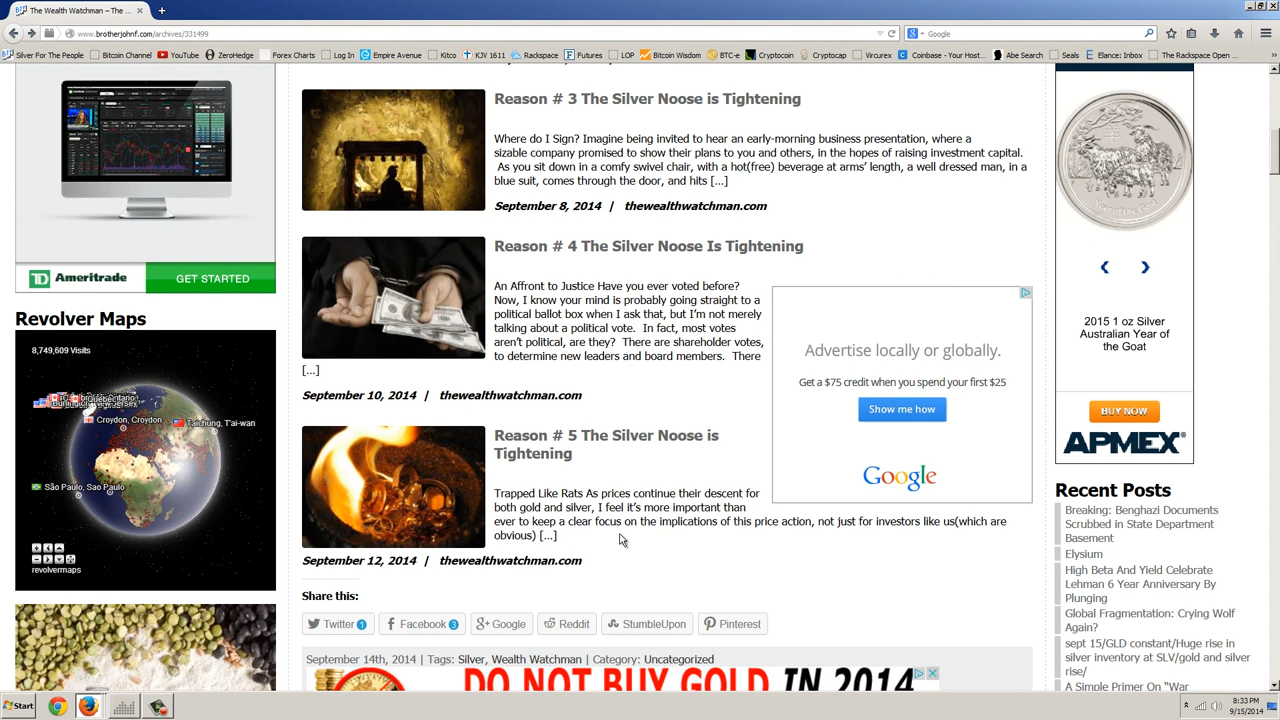 The Wealth Watchman – The ...
www.brotherjohnf.com/archives/331499
Google
Silver For The People
Bitcoin Charts
YouTube
ZeroHedge
Forex Charts
Log In
Empire Avenue
Kitco
KJV 1611
Rackspace
Futures
LOP
Bitcoin Wisdom
BTC-e
Cryptocoin
Cryptocap
Vircurex
Coinbase - Your Host...
Abe Search
Seals
Elance: Inbox
The Rackspace Open ...
Ameritrade
GET STARTED
Revolver Maps
8,749,609 Visits
Croydon, Croydon
Taichung, T'ai-wan
São Paulo, Sao Paulo
revolvermaps
Reason # 3 The Silver Noose is Tightening
Where do I Sign? Imagine being invited to hear an early-morning business presentation, where a
sizable company promised to show their plans to you and others, in the hopes of raising investment capital.
As you sit down in a comfy swivel chair, with a hot(free) beverage at arms' length, a well dressed man, in a
blue suit, comes through the door, and hits [...]
September 8, 2014 | thewealthwatchman.com
Reason # 4 The Silver Noose Is Tightening
An Affront to Justice Have you ever voted before?
Now, I know your mind is probably going straight to a
political ballot box when I ask that, but I'm not merely
talking about a political vote. In fact, most votes
aren't political, are they? There are shareholder votes,
to determine new leaders and board members. There
[...]
September 10, 2014 | thewealthwatchman.com
Advertise locally or globally.
Get a $75 credit when you spend your first $25
Show me how
Google
Reason # 5 The Silver Noose is
Tightening
Trapped Like Rats As prices continue their descent for
both gold and silver, I feel it's more important than
ever to keep a clear focus on the implications of this price action, not just for investors like us(which are
obvious) [...]
September 12, 2014 | thewealthwatchman.com
Share this:
Twitter 1
Facebook 3
Google
Reddit
StumbleUpon
Pinterest
September 14th, 2014 | Tags: Silver, Wealth Watchman | Category: Uncategorized
DO NOT BUY GOLD IN 2014
2015 1 oz Silver
Australian Year of
the Goat
BUY NOW
APMEX
Recent Posts
Breaking: Benghazi Documents
Scrubbed in State Department
Basement
Elysium
High Beta And Yield Celebrate
Lehman 6 Year Anniversary By
Plunging
Global Fragmentation: Crying Wolf
Again?
sept 15/GLD constant/Huge rise in
silver inventory at SLV/gold and silver
rise/
A Simple Primer On "War
Start
8:33 PM
9/15/2014